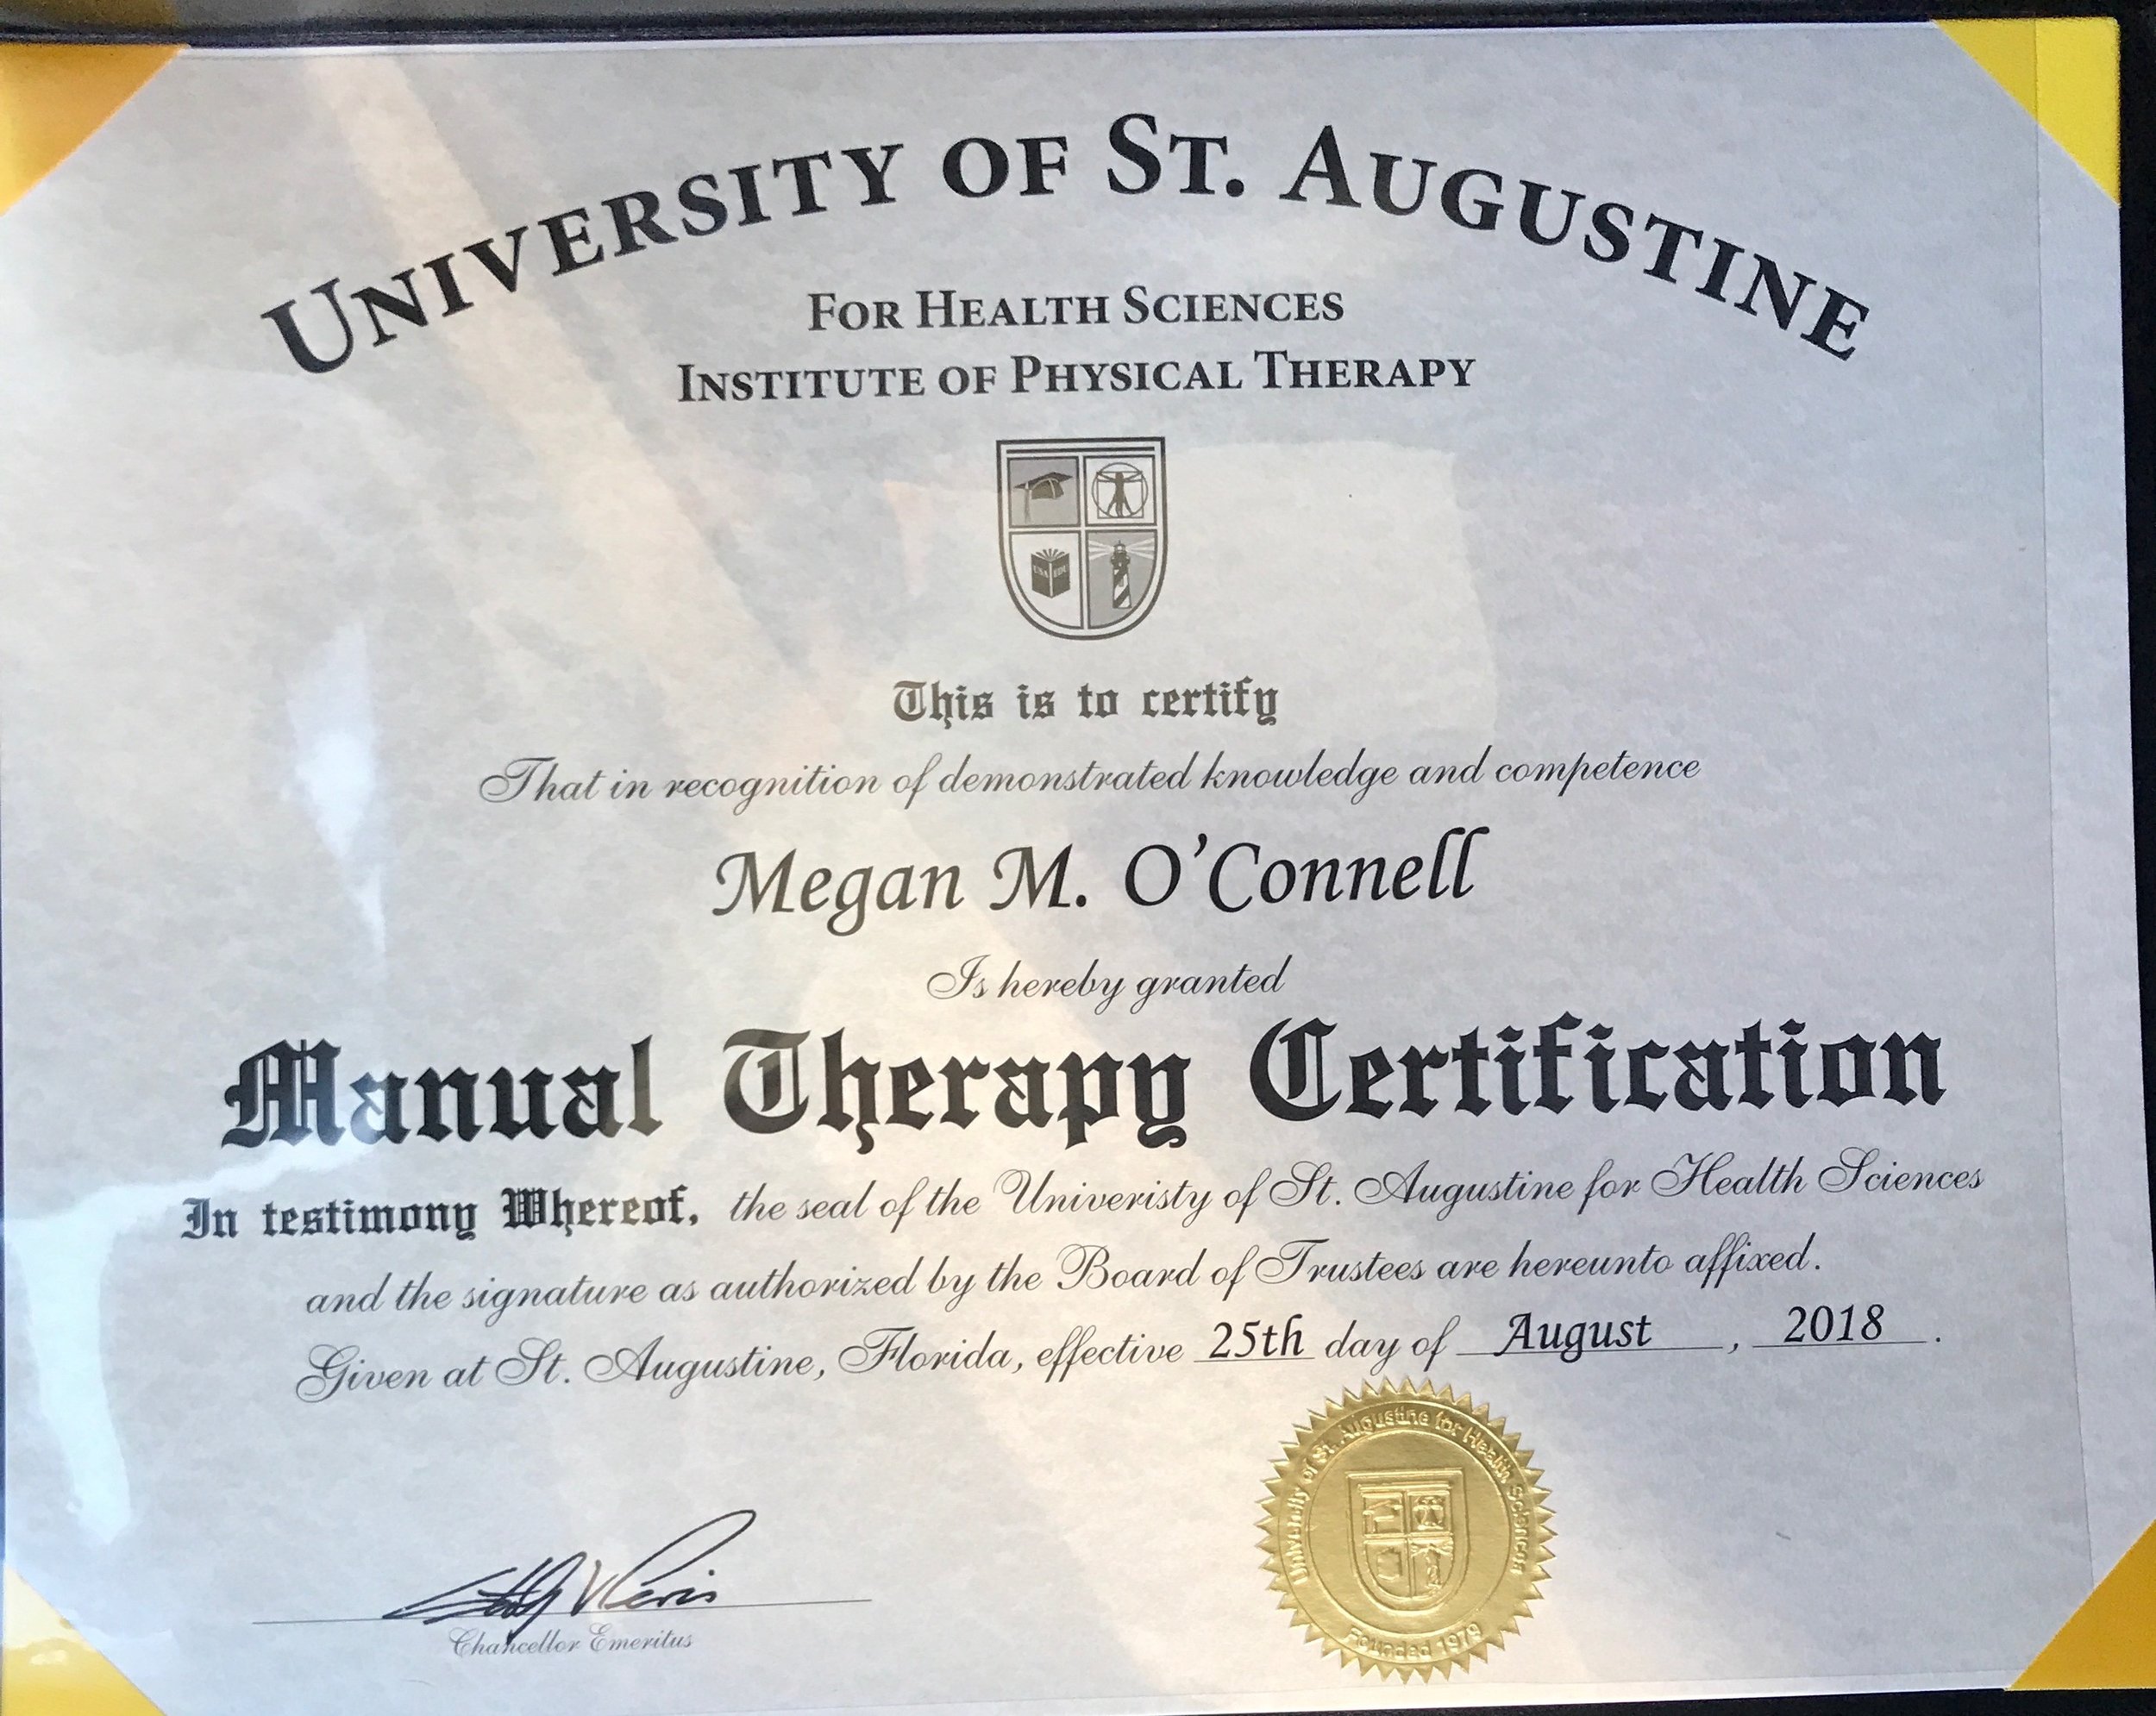 UNIVERSITY OF ST. AUGUSTINE
FOR HEALTH SCIENCES
INSTITUTE OF PHYSICAL THERAPY
USA EDU
This is to certify
That in recognition of demonstrated knowledge and competence
Megan M. O'Connell
Is hereby granted
Manual Therapy Certification
In testimony Whereof, the seal of the Univeristy of St. Augustine for Health Sciences
and the signature as authorized by the Board of Trustees are hereunto affixed.
Given at St. Augustine, Florida, effective 25th day of August, 2018.
Chancellor Emeritus
University of St. Augustine for Health Sciences
Founded 1979